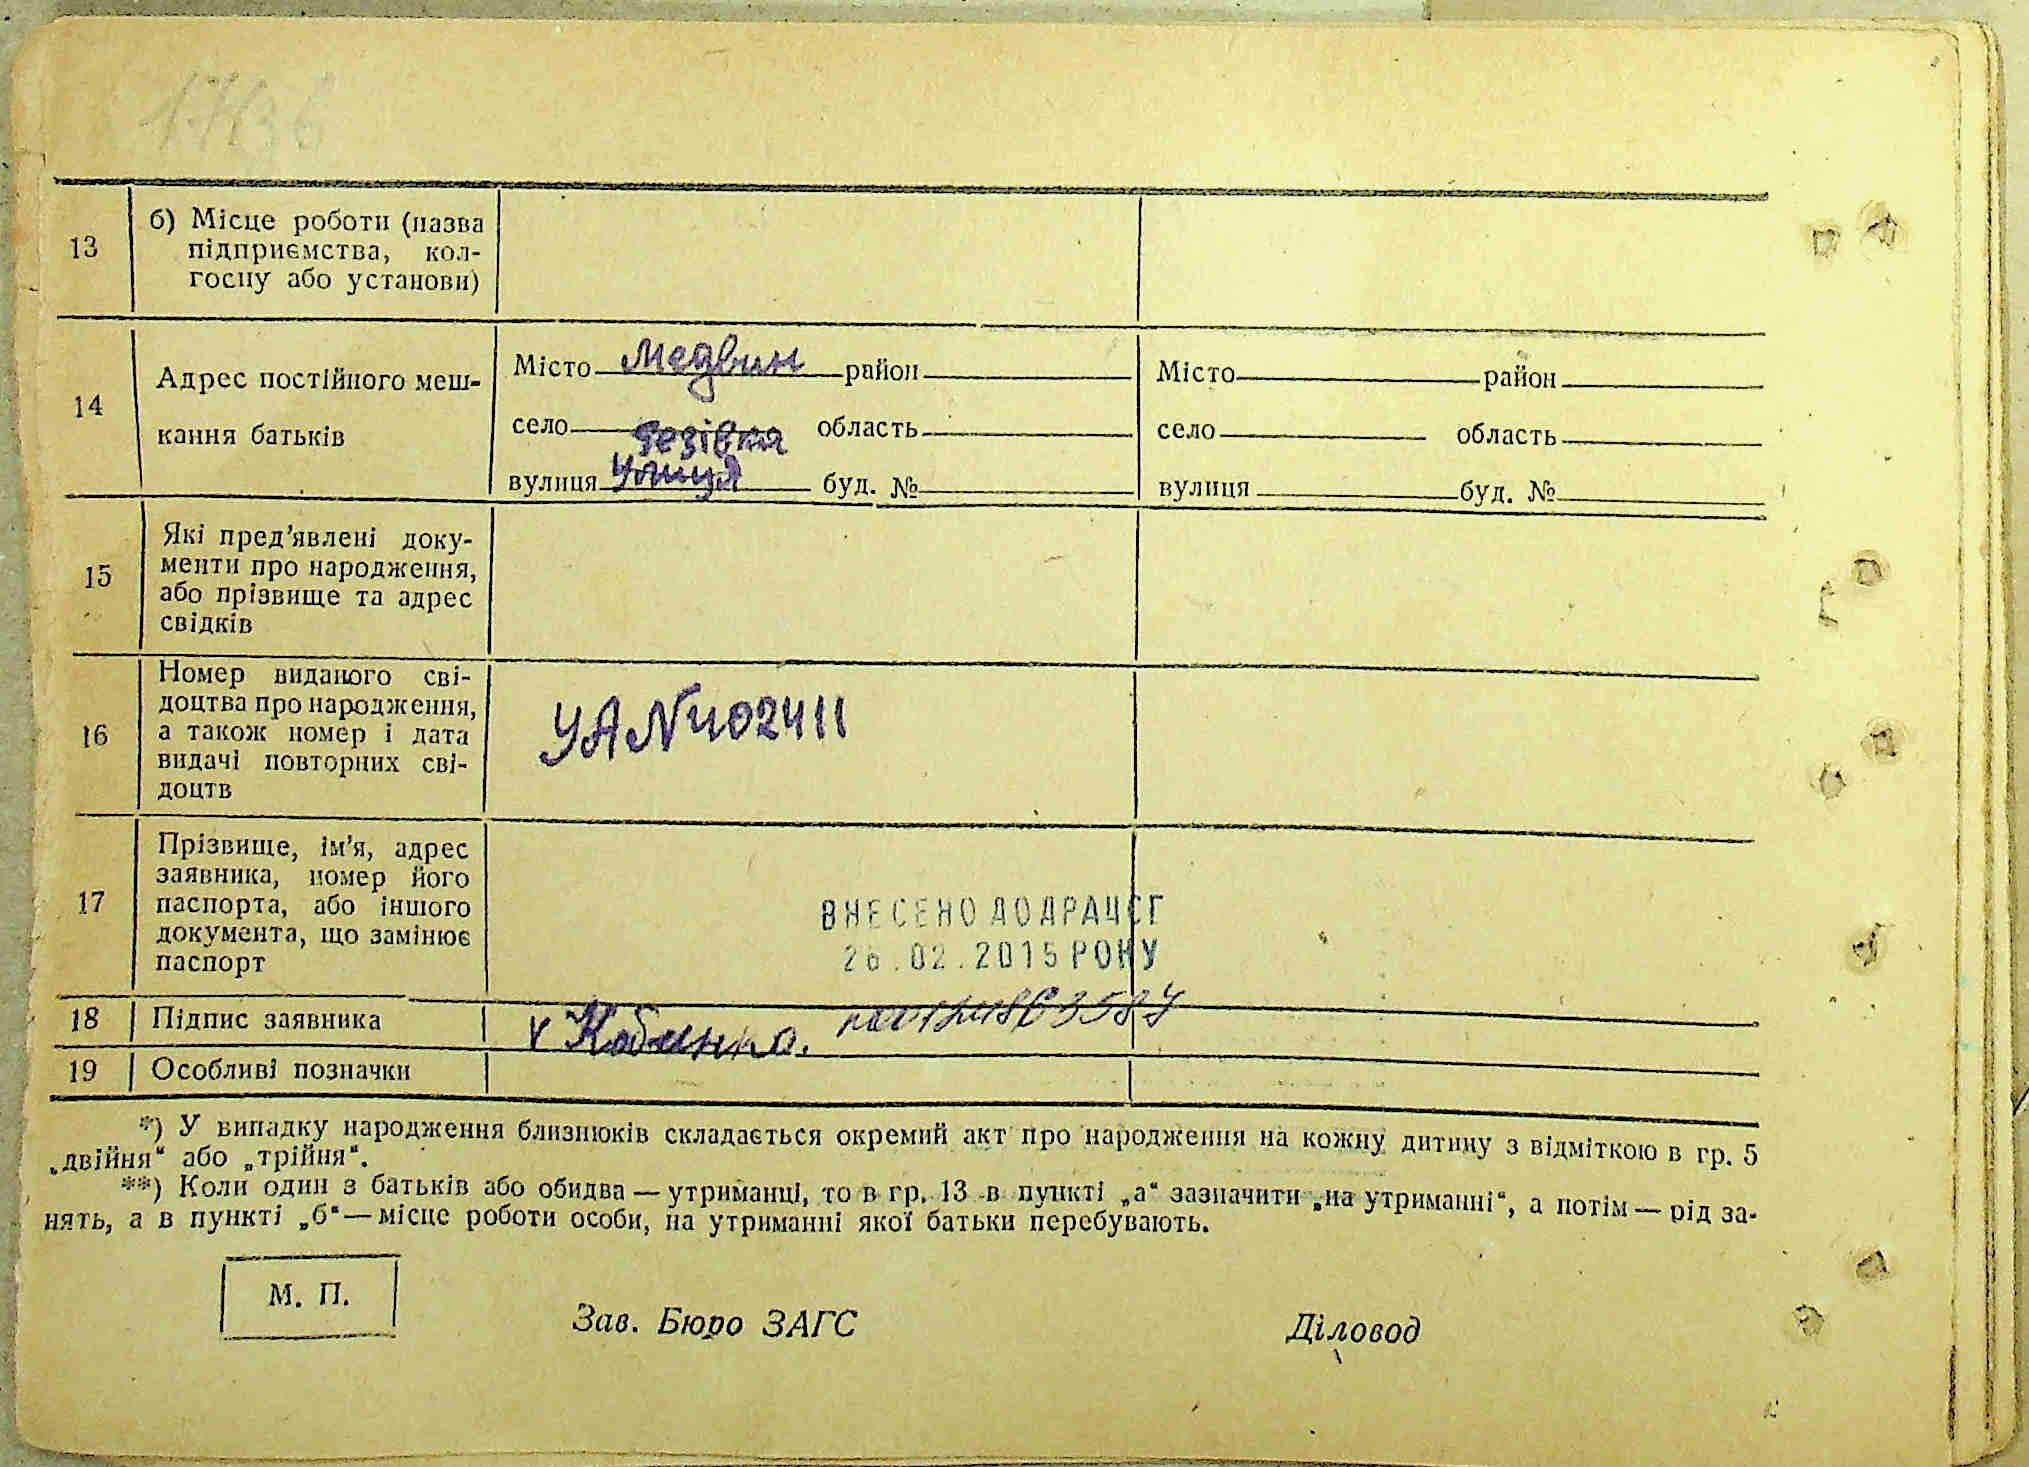 13
б) Місце роботи (назва
підприємства, кол-
госпу або установи)
14
Адрес постійного меш-
кання батьків
Місто Медвин район
село Зезівка область
вулиця Улиця буд. №
Місто район
село область
вулиця буд. №
15
Які пред'явлені доку-
менти про народження,
або прізвище та адрес
свідків
16
Номер виданого сві-
доцтва про народження,
а також номер і дата
видачі повторних сві-
доцтв
УА № 402411
17
Прізвище, ім'я, адрес
заявника, номер його
паспорта, або іншого
документа, що замінює
паспорт
ВНЕСЕНО ДО ДРАЦСГ
26.02.2015 РОКУ
18
Підпис заявника
19
Особливі позначки
*) У випадку народження близнюків складається окремий акт про народження на кожну дитину з відміткою в гр. 5
„двійня“ або „трійня“.
**) Коли один з батьків або обидва — утриманці, то в гр. 13 в пункті „а“ зазначити „на утриманні“, а потім — рід за-
нять, а в пункті „б“ — місце роботи особи, на утриманні якої батьки перебувають.
М. П.
Зав. Бюро ЗАГС
Діловод